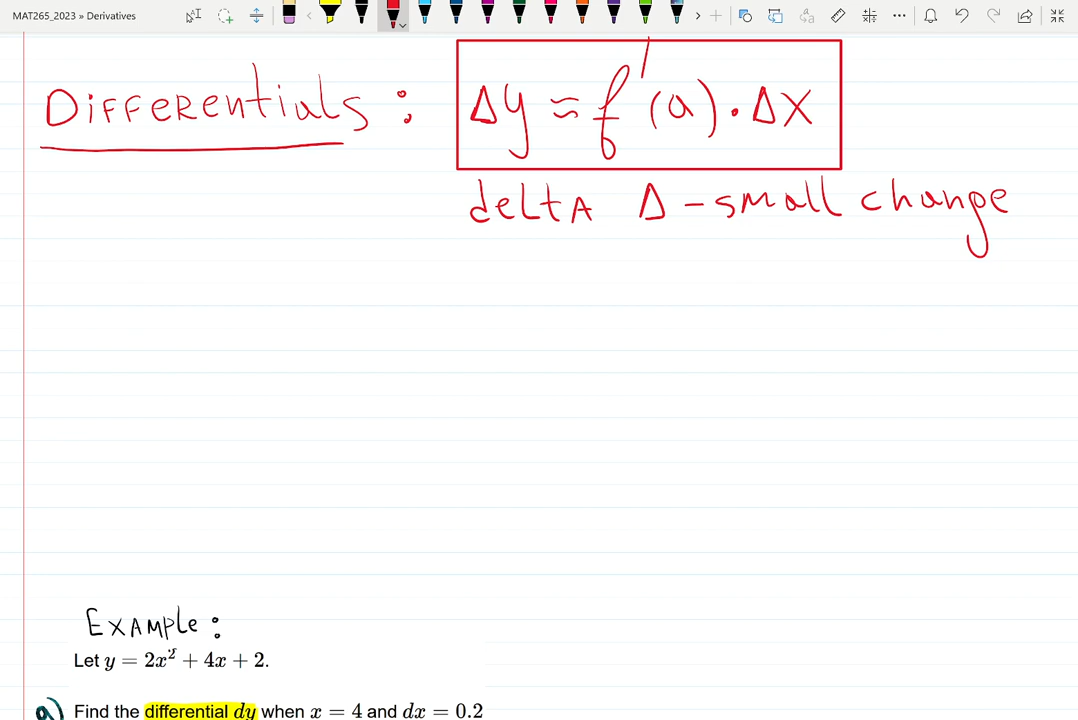 MAT265_2023 » Derivatives
Differentials: Δy ≈ f'(a)·Δx
delta Δ - small change
Example:
Let y = 2x² + 4x + 2.
a) Find the differential dy when x = 4 and dx = 0.2